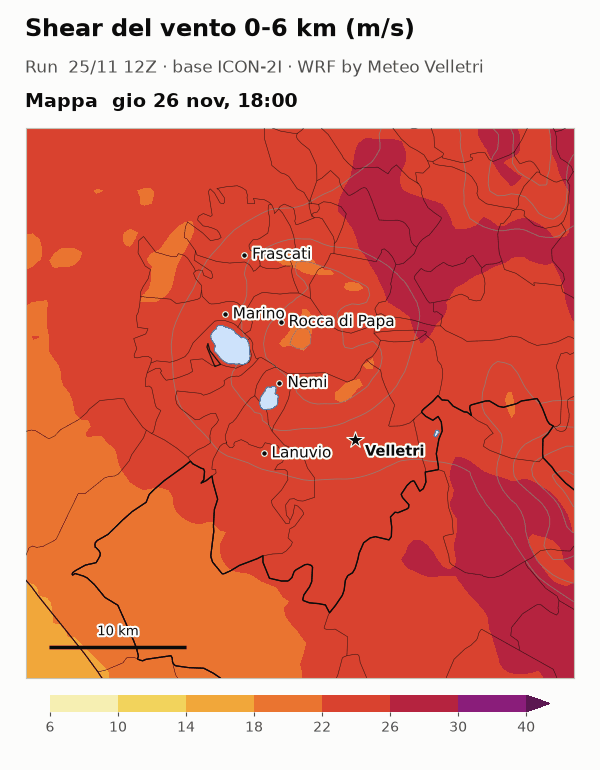 Shear del vento 0-6 km (m/s)
Run  25/11 12Z · base ICON-2I · WRF by Meteo Velletri
Mappa  gio 26 nov, 18:00
Frascati
Marino
Rocca di Papa
Nemi
Velletri
Lanuvio
10 km
6 10 14 18 22 26 30 40